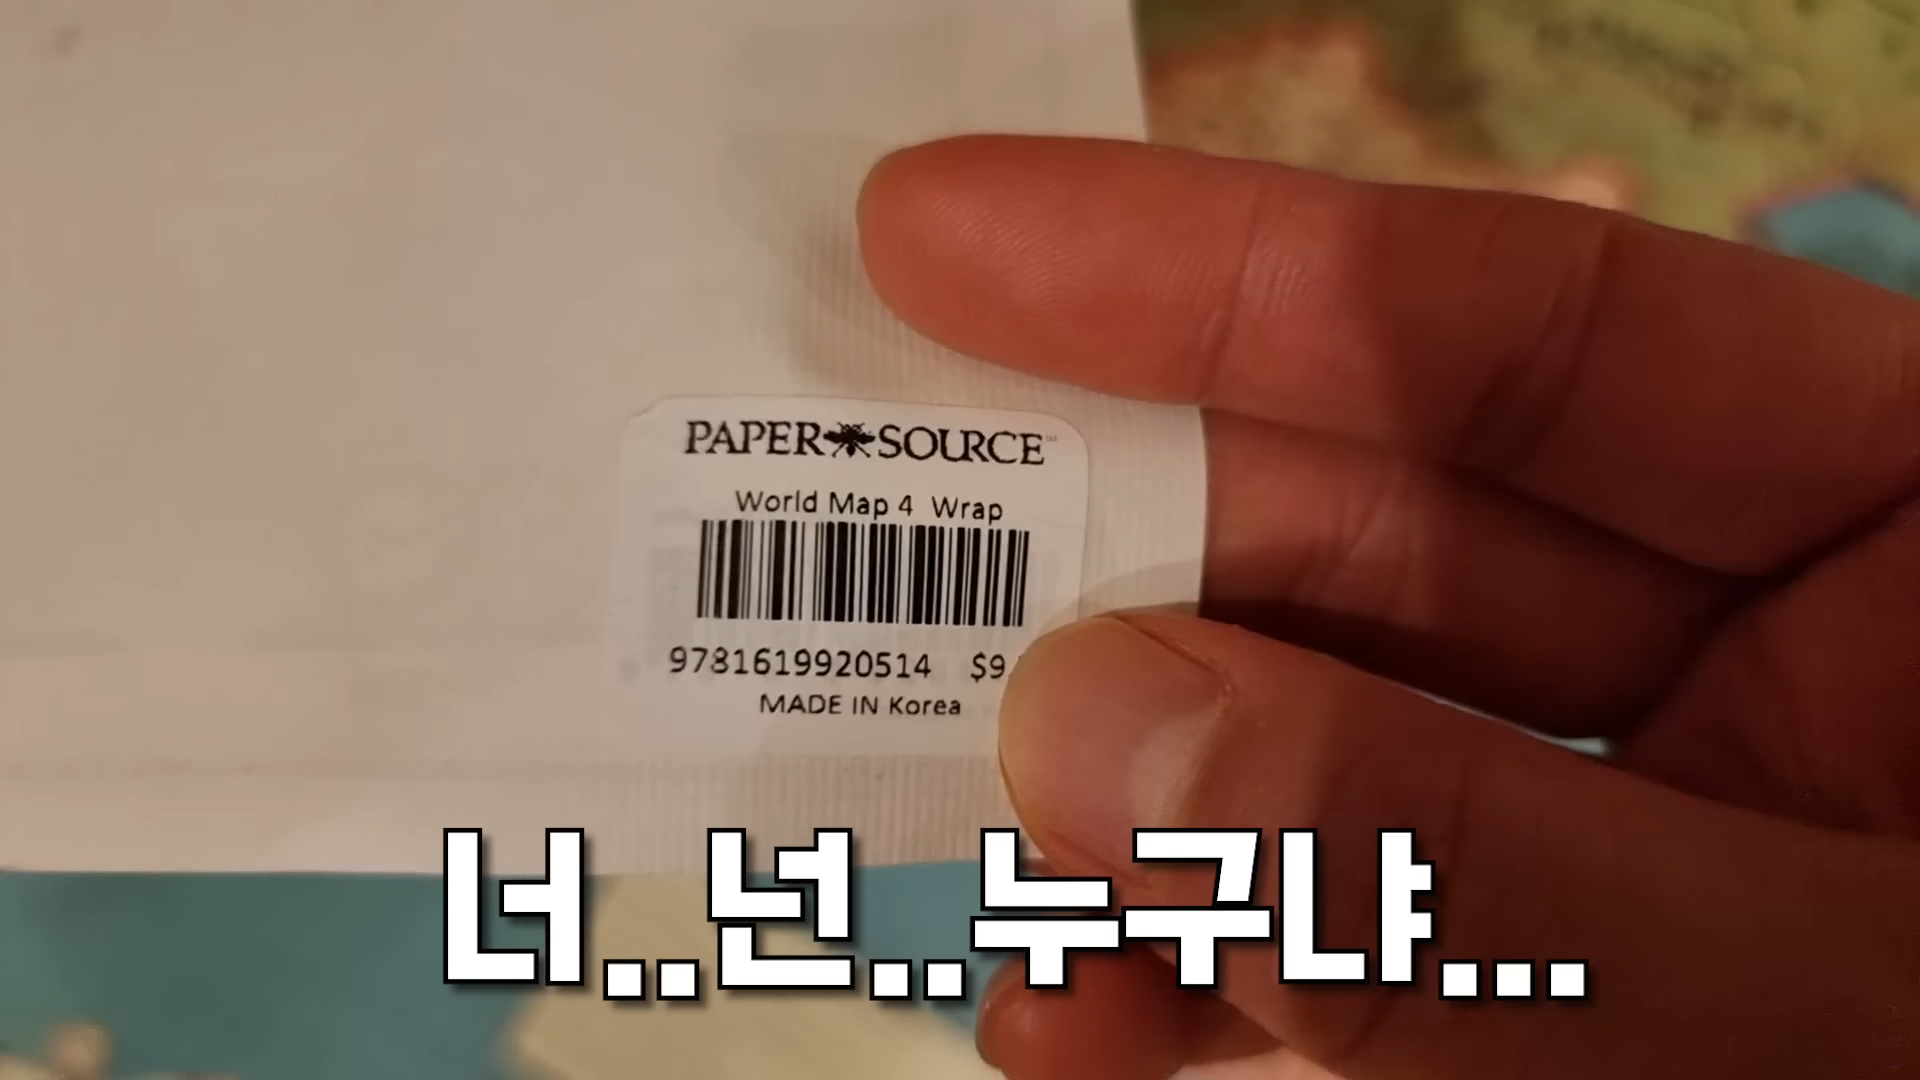 PAPER SOURCE
World Map 4 Wrap
9781619920514 $9.
MADE IN Korea
너..넌..누구냐...